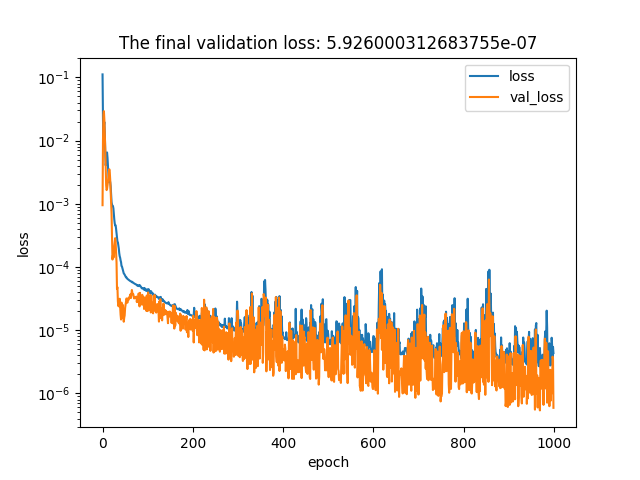 The final validation loss: 5.926000312683755e-07
loss
val_loss
10⁻¹
10⁻²
10⁻³
10⁻⁴
10⁻⁵
10⁻⁶
loss
0 200 400 600 800 1000
epoch